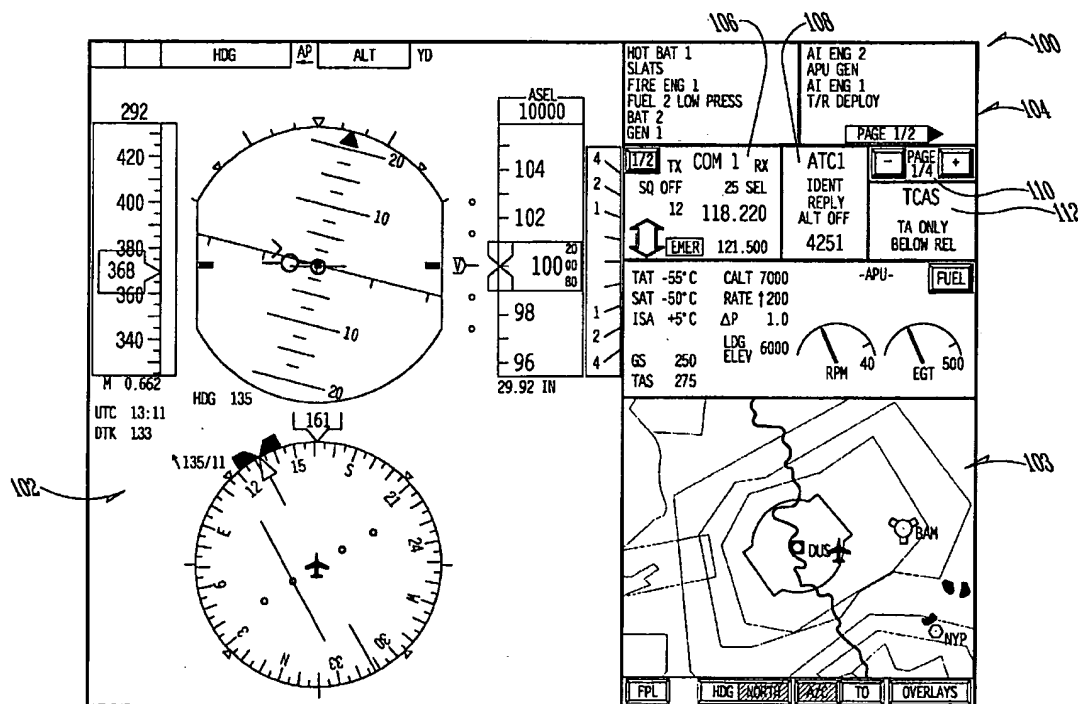 106 108
100
HDG AP ALT YD
HOT BAT 1
SLATS
FIRE ENG 1
FUEL 2 LOW PRESS
BAT 2
GEN 1
AI ENG 2
APU GEN
AI ENG 1
T/R DEPLOY
PAGE 1/2
104
292
420
400
380
368
360
340
M 0.662
UTC 13:11
DTK 133
20
10
10
20
HDG 135
ASEL
10000
104
102
100 20 00 80
98
96
29.92 IN
V
4
2
1
1
2
4
1/2 TX COM 1 RX
SQ OFF 25 SEL
12 118.220
EMER 121.500
ATC1
IDENT
REPLY
ALT OFF
4251
- PAGE 1/4 +
110
TCAS
112
TA ONLY
BELOW REL
TAT -55°C CALT 7000
SAT -50°C RATE ↑200
ISA +5°C ΔP 1.0
LDG ELEV 6000
GS 250
TAS 275
-APU- FUEL
RPM 40 EGT 500
161
135/11
12 15 S 21 24 W 30 33 N 3 6 E
102
103
DUS
BAM
NYP
FPL HDG NORTH A/C TO OVERLAYS